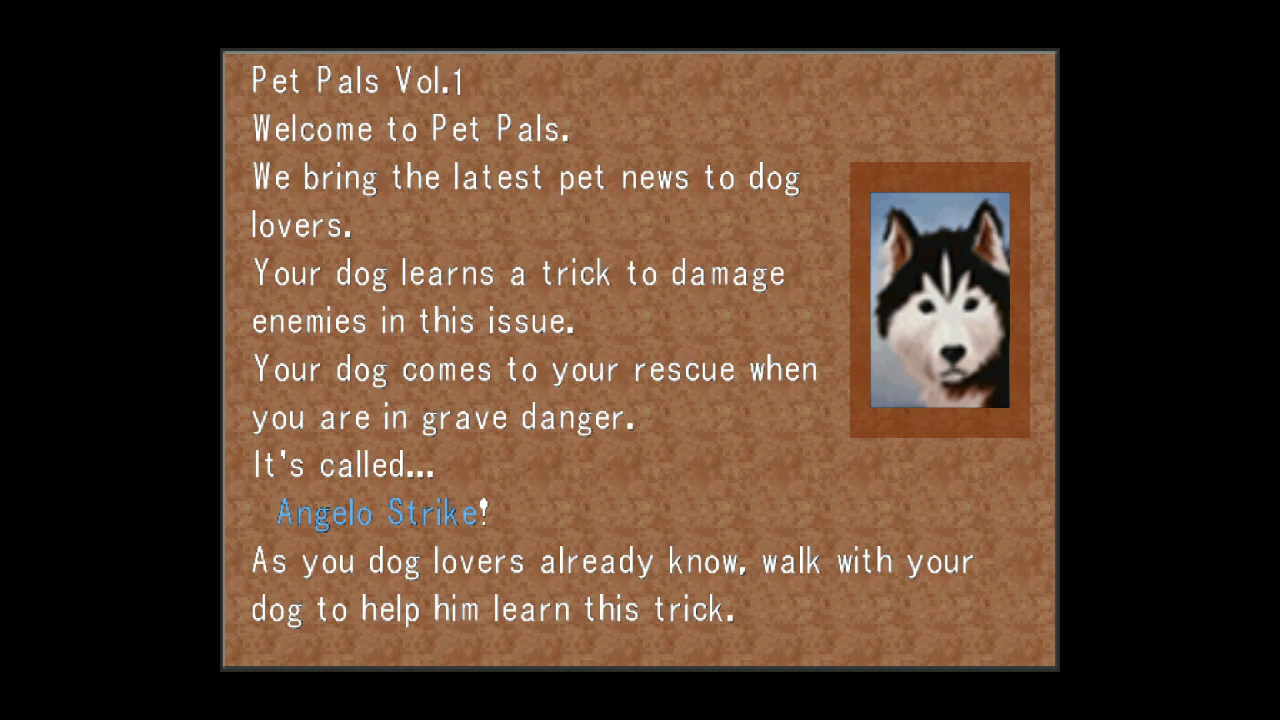 Pet Pals Vol.1
Welcome to Pet Pals.
We bring the latest pet news to dog
lovers.
Your dog learns a trick to damage
enemies in this issue.
Your dog comes to your rescue when
you are in grave danger.
It's called...
Angelo Strike!
As you dog lovers already know, walk with your
dog to help him learn this trick.